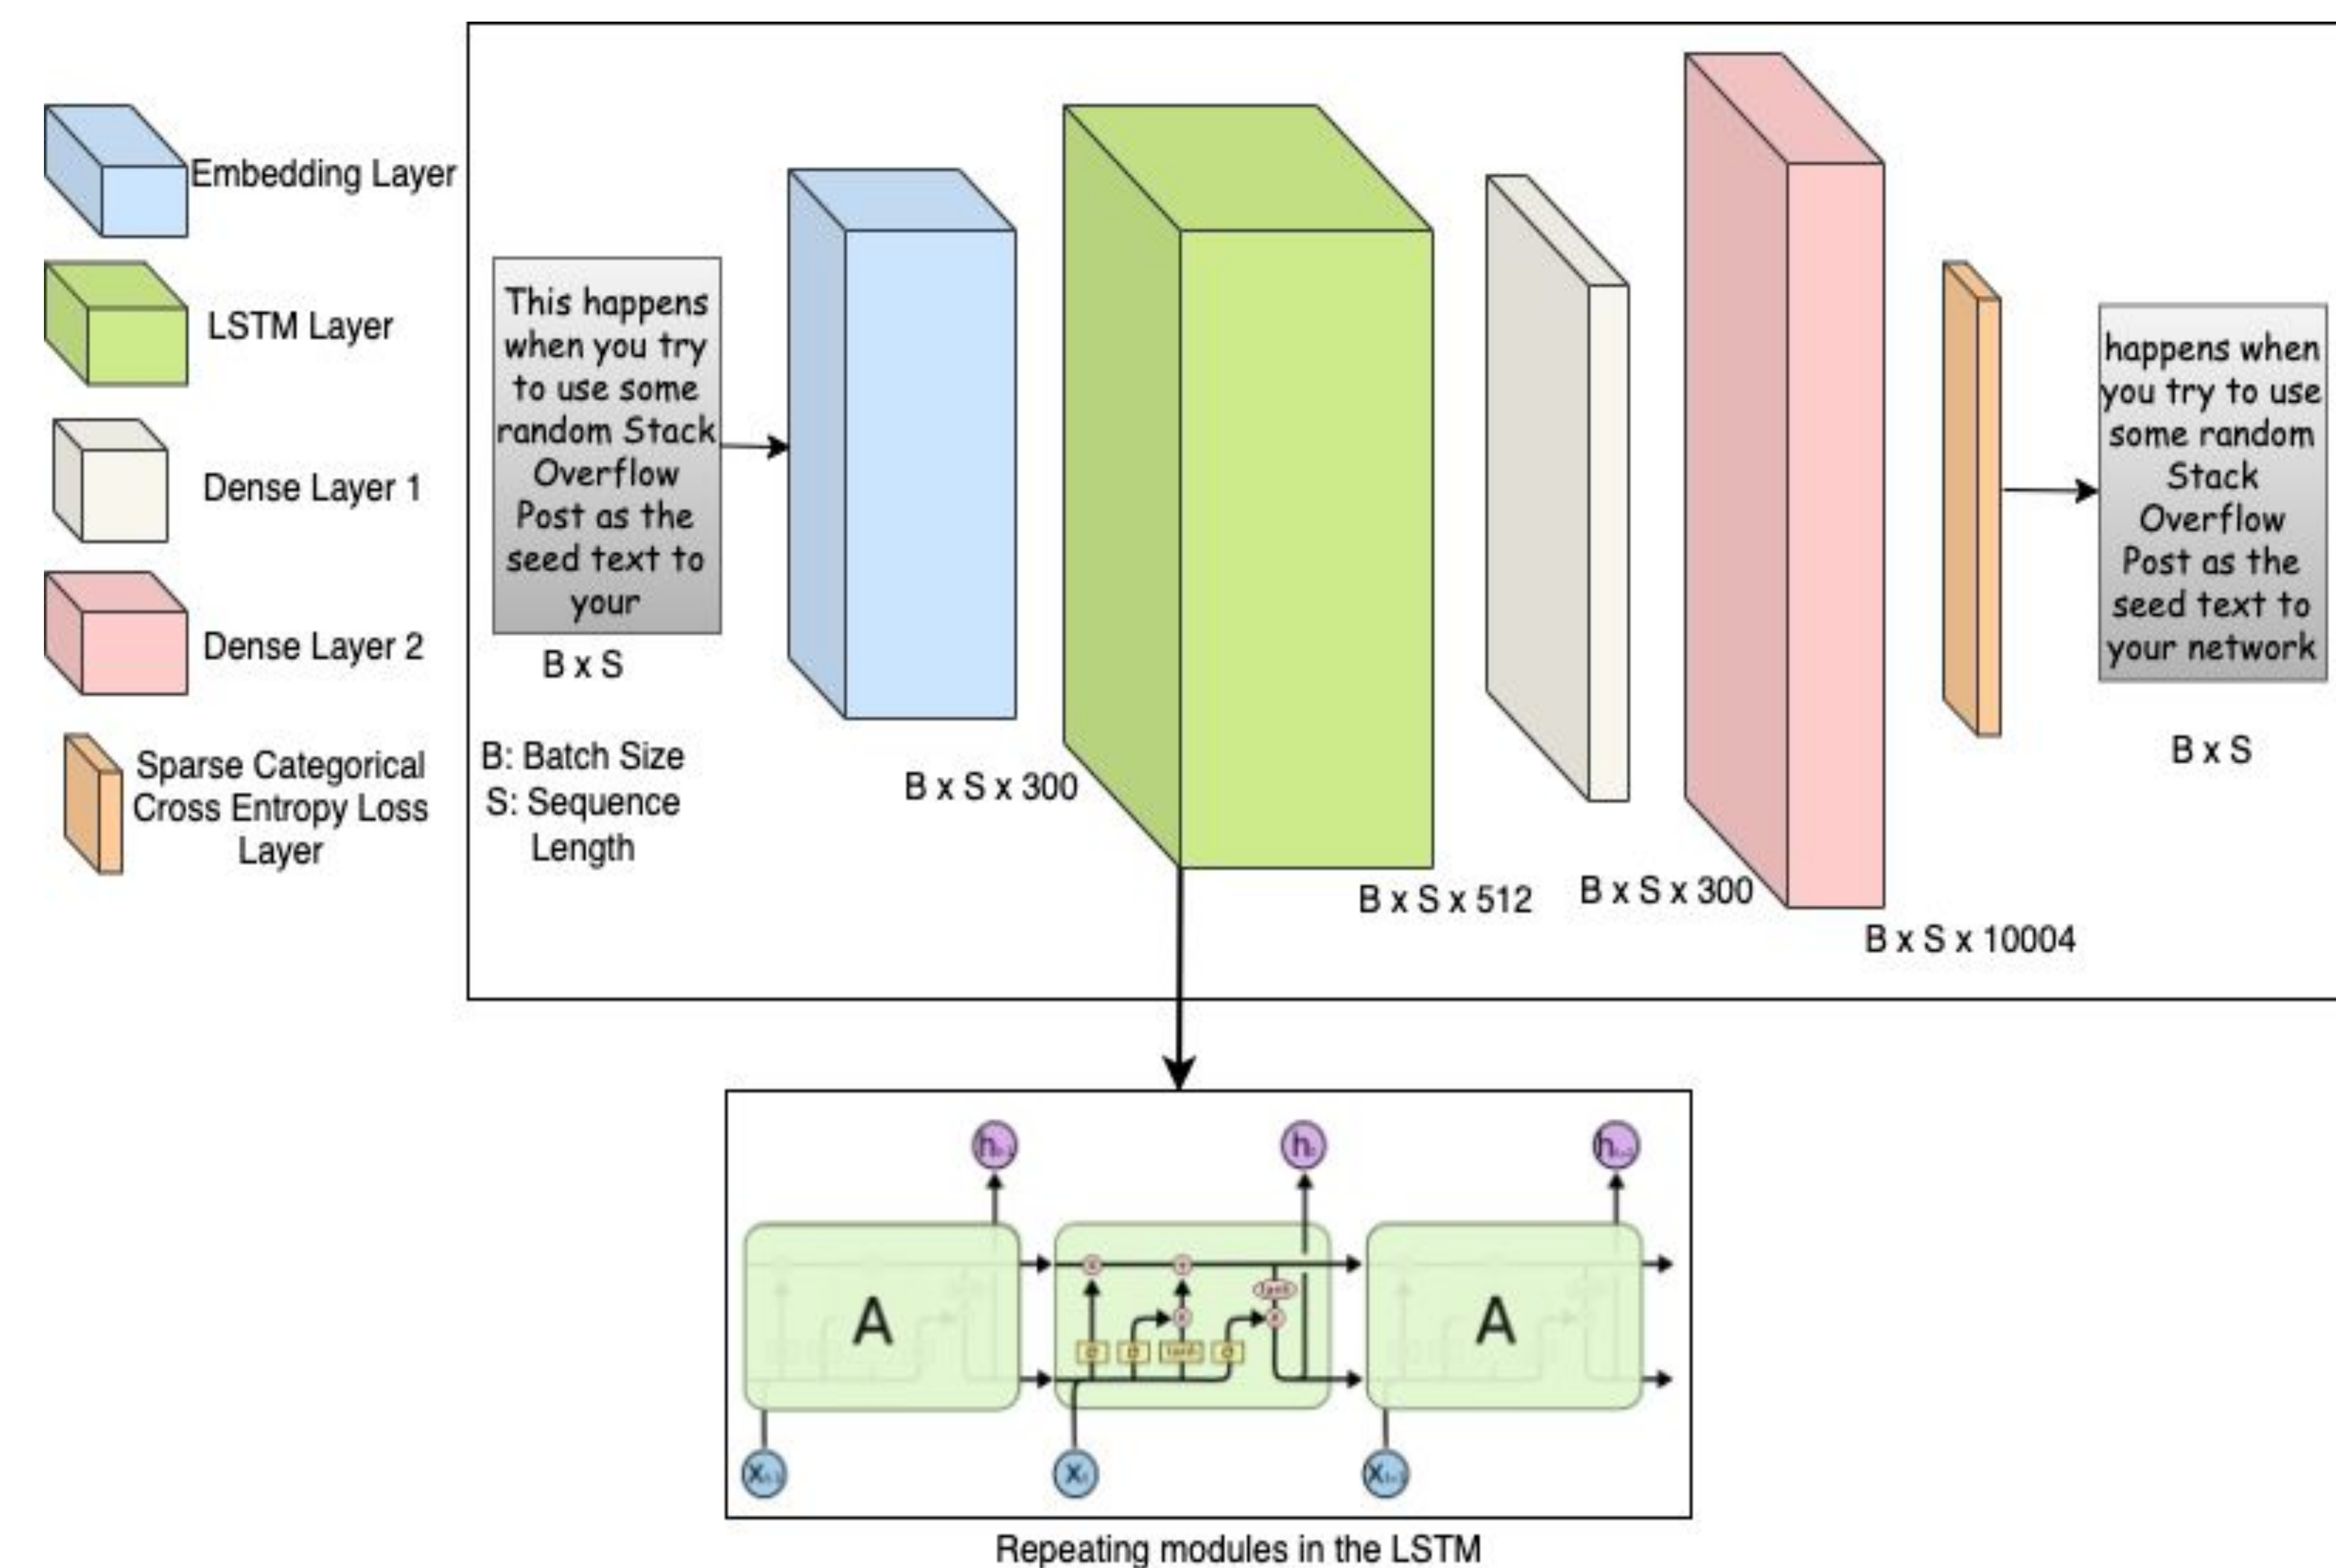 Embedding Layer
LSTM Layer
Dense Layer 1
Dense Layer 2
Sparse Categorical
Cross Entropy Loss
Layer
This happens
when you try
to use some
random Stack
Overflow
Post as the
seed text to
your
B x S
B: Batch Size
S: Sequence
Length
B x S x 300
B x S x 512
B x S x 300
B x S x 10004
happens when
you try to use
some random
Stack
Overflow
Post as the
seed text to
your network
B x S
A
A
tanh
σ σ tanh σ
Repeating modules in the LSTM